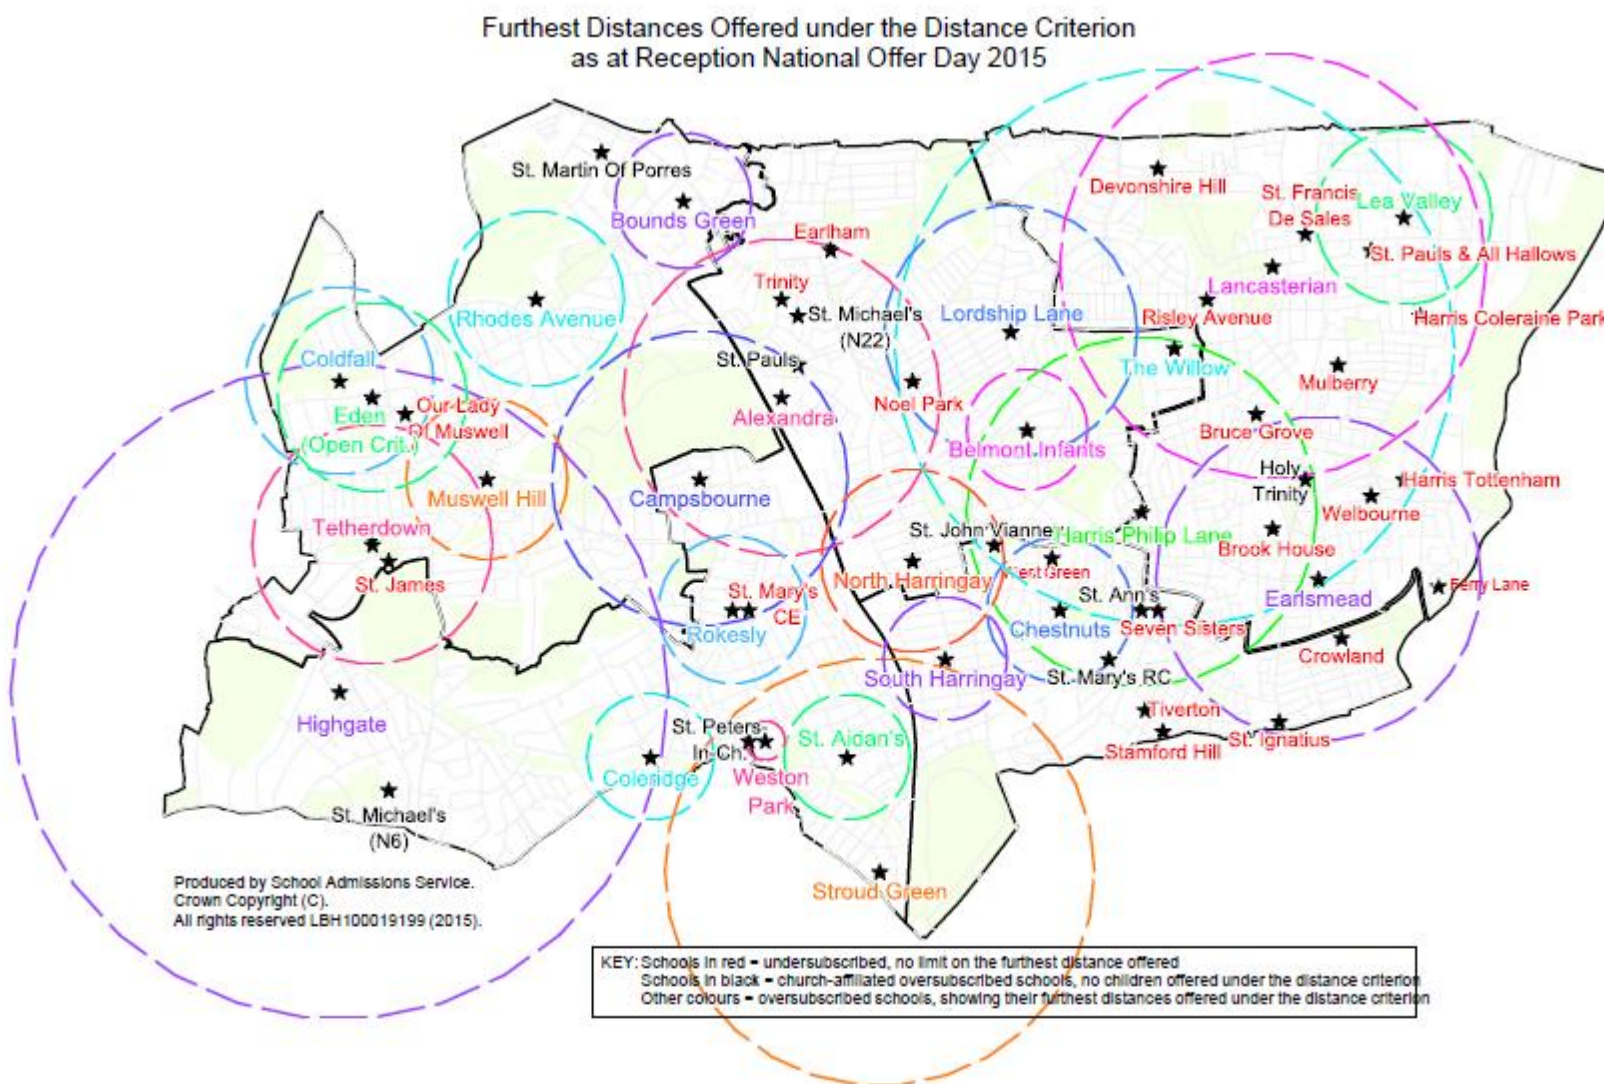 Furthest Distances Offered under the Distance Criterion
as at Reception National Offer Day 2015
St. Martin Of Porres
Bounds Green
Devonshire Hill
St. Francis
De Sales
Lea Valley
Earlham
St. Pauls & All Hallows
Trinity
Lancasterian
Rhodes Avenue
St. Michael's
(N22)
Lordship Lane
Risley Avenue
Harris Coleraine Park
Coldfall
St. Pauls
The Willow
Mulberry
Eden
(Open Crit.)
Our Lady
Of Muswell
Alexandra
Noel Park
Bruce Grove
Belmont Infants
Muswell Hill
Campsbourne
Holy
Trinity
Harris Tottenham
Welbourne
Tetherdown
St. John Vianney
Harris Philip Lane
Brook House
St. James
North Harringay
West Green
Ferry Lane
St. Mary's
CE
St. Ann's
Earlsmead
Rokesly
Chestnuts
Seven Sisters
Crowland
South Harringay
St. Mary's RC
Highgate
Tiverton
St. Peters-
In-Ch.
St. Aidan's
Stamford Hill
St. Ignatius
Coleridge
Weston
Park
St. Michael's
(N6)
Stroud Green
Produced by School Admissions Service.
Crown Copyright (C).
All rights reserved LBH100019199 (2015).
KEY: Schools in red = undersubscribed, no limit on the furthest distance offered
Schools in black = church-affiliated oversubscribed schools, no children offered under the distance criterion
Other colours = oversubscribed schools, showing their furthest distances offered under the distance criterion